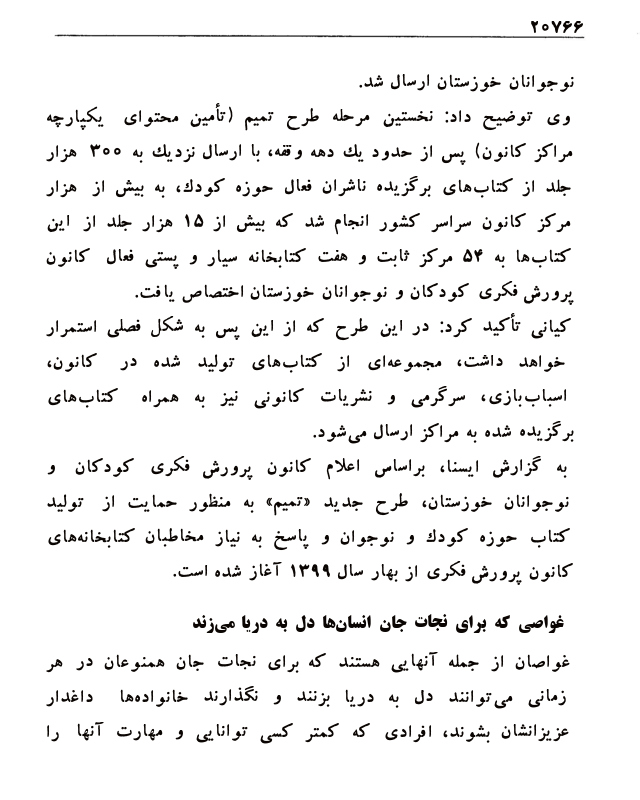 ۲۰۷۶۶
نوجوانان خوزستان ارسال شد.
وی توضیح داد: نخستین مرحله طرح تمیم (تأمین محتوای یکپارچه
مراکز کانون) پس از حدود یك دهه وقفه، با ارسال نزدیك به ۳۰۰ هزار
جلد از کتاب‌های برگزیده ناشران فعال حوزه کودك، به بیش از هزار
مرکز کانون سراسر کشور انجام شد که بیش از ۱۵ هزار جلد از این
کتاب‌ها به ۵۴ مرکز ثابت و هفت کتابخانه سیار و پستی فعال کانون
پرورش فکری کودکان و نوجوانان خوزستان اختصاص یافت.
کیانی تأکید کرد: در این طرح که از این پس به شکل فصلی استمرار
خواهد داشت، مجموعه‌ای از کتاب‌های تولید شده در کانون،
اسباب‌بازی، سرگرمی و نشریات کانونی نیز به همراه کتاب‌های
برگزیده شده به مراکز ارسال می‌شود.
به گزارش ایسنا، براساس اعلام کانون پرورش فکری کودکان و
نوجوانان خوزستان، طرح جدید «تمیم» به منظور حمایت از تولید
کتاب حوزه کودك و نوجوان و پاسخ به نیاز مخاطبان کتابخانه‌های
کانون پرورش فکری از بهار سال ۱۳۹۹ آغاز شده است.
غواصی که برای نجات جان انسان‌ها دل به دریا می‌زند
غواصان از جمله آنهایی هستند که برای نجات جان همنوعان در هر
زمانی می‌توانند دل به دریا بزنند و نگذارند خانواده‌ها داغدار
عزیزانشان بشوند، افرادی که کمتر کسی توانایی و مهارت آنها را